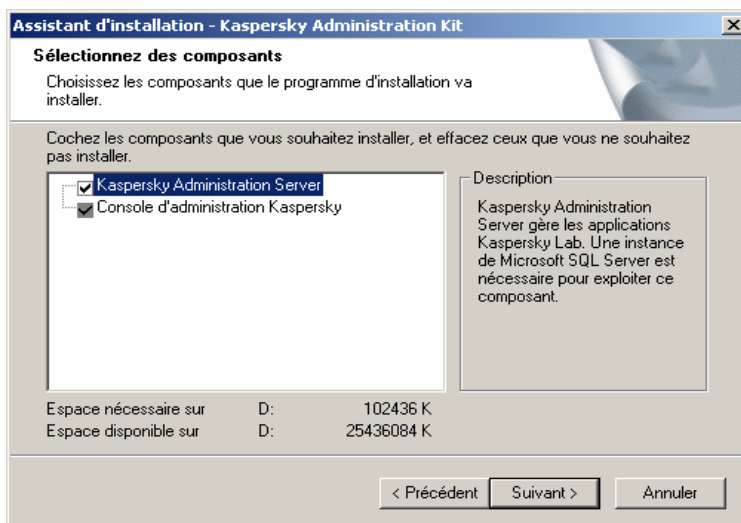 Assistant d'installation - Kaspersky Administration Kit
Sélectionnez des composants
Choisissez les composants que le programme d'installation va
installer.
Cochez les composants que vous souhaitez installer, et effacez ceux que vous ne souhaitez
pas installer.
Kaspersky Administration Server
Console d'administration Kaspersky
Description
Kaspersky Administration
Server gère les applications
Kaspersky Lab. Une instance
de Microsoft SQL Server est
nécessaire pour exploiter ce
composant.
Espace nécessaire sur D: 102436 K
Espace disponible sur D: 25436084 K
< Précédent Suivant > Annuler